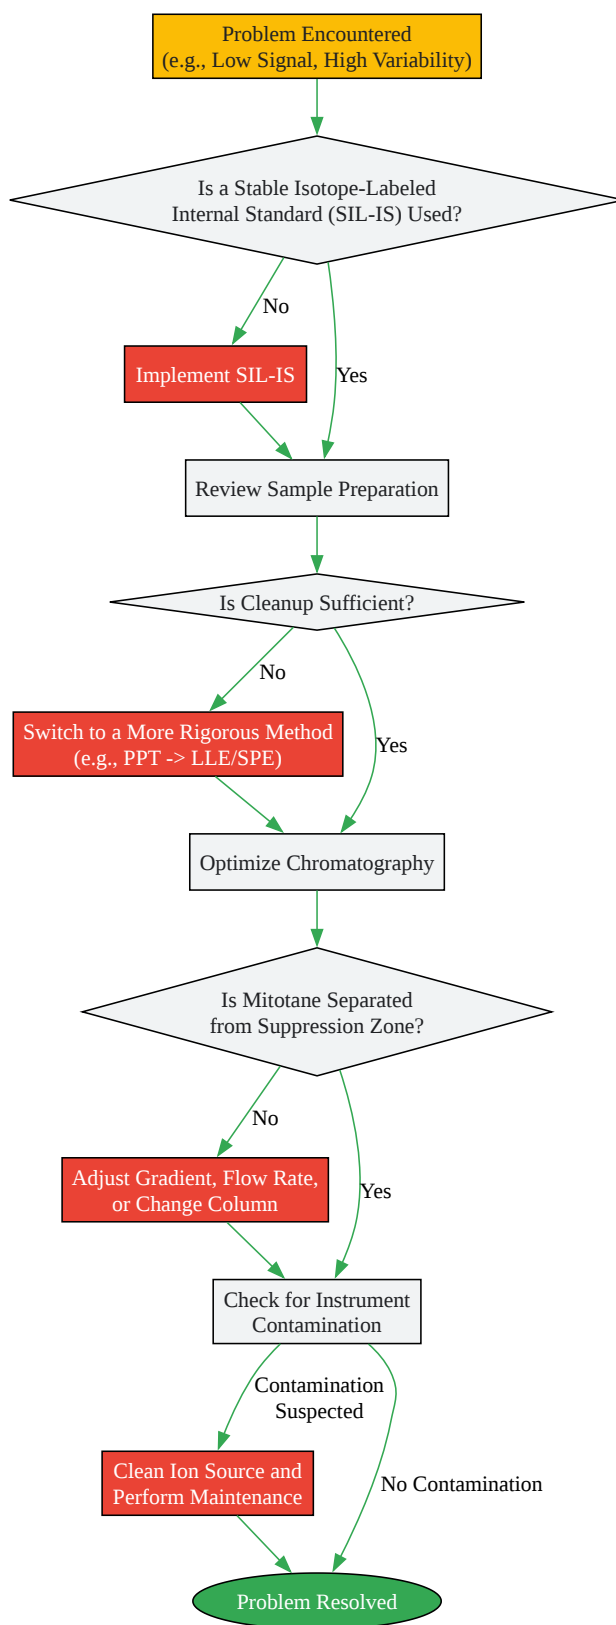 Problem Encountered
(e.g., Low Signal, High Variability)
Is a Stable Isotope-Labeled
Internal Standard (SIL-IS) Used?
No
Implement SIL-IS
Yes
Review Sample Preparation
Is Cleanup Sufficient?
No
Switch to a More Rigorous Method
(e.g., PPT -> LLE/SPE)
Yes
Optimize Chromatography
Is Mitotane Separated
from Suppression Zone?
No
Adjust Gradient, Flow Rate,
or Change Column
Yes
Check for Instrument
Contamination
Contamination
Suspected
Clean Ion Source and
Perform Maintenance
No Contamination
Problem Resolved